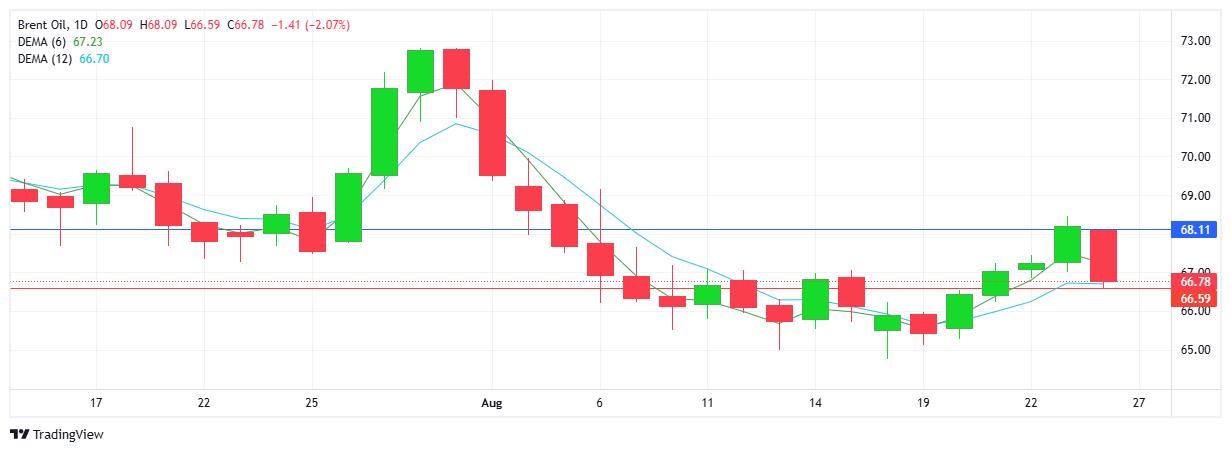 Brent Oil, 1D O68.09 H68.09 L66.59 C66.78 −1.41 (−2.07%)
DEMA (6) 67.23
DEMA (12) 66.70
73.00
72.00
71.00
70.00
69.00
68.11
67.00
66.78
66.59
66.00
65.00
17 22 25 Aug 6 11 14 19 22 27
TradingView